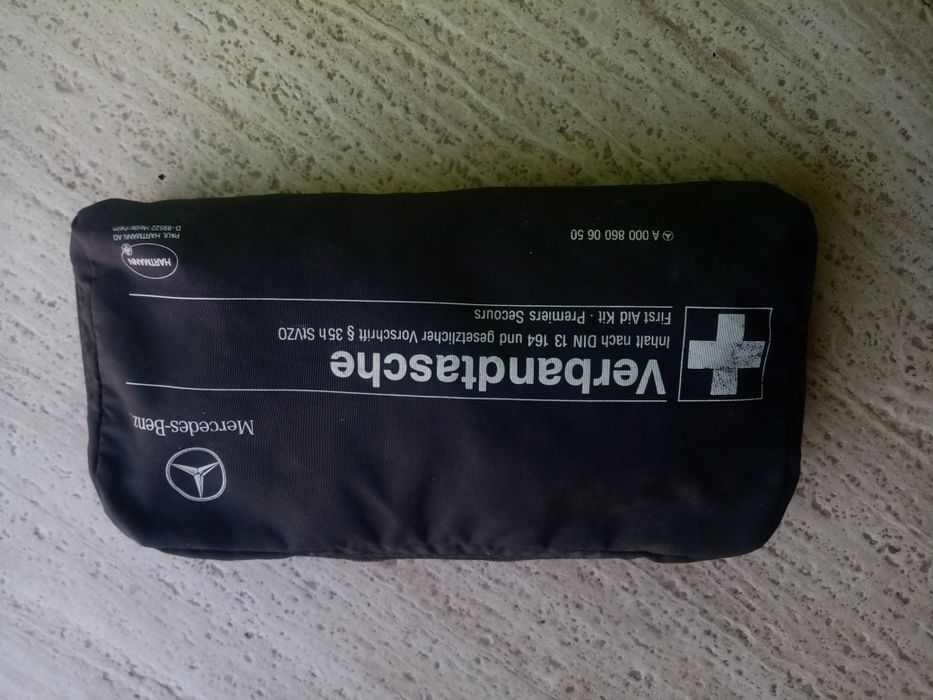 Mercedes-Benz
Verbandtasche
Inhalt nach DIN 13 164 und gesetzlicher Vorschrift § 35 h StVZO
First Aid Kit · Premiers Secours
A 000 860 06 50
HARTMANN
PAUL HARTMANN AG
D-89522 Heidenheim